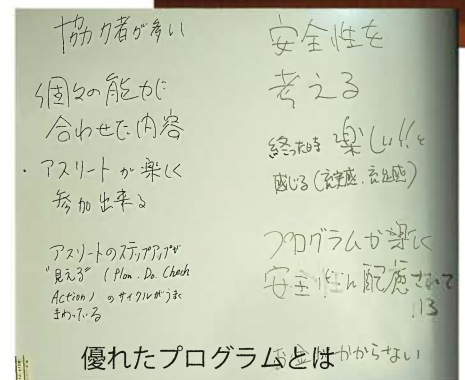 協力者が多い
個々の能力に
合わせた内容
・アスリートが楽しく
参加出来る
アスリートのステップアップが
"見える" (Plan. Do. Check
Action) のサイクルがうまく
まわっている
安全性を
考える
終った時 楽しい!!と
感じる (充実感、充足感)
プログラムが楽しく
安全性に配慮されて
いる
かからない
優れたプログラムとは